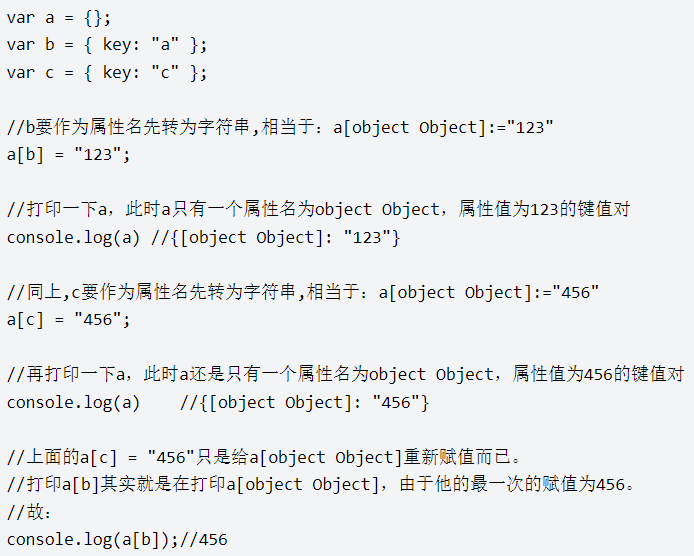 var a = {};
var b = { key: "a" };
var c = { key: "c" };
//b要作为属性名先转为字符串,相当于: a[object Object]:="123"
a[b] = "123";
//打印一下a，此时a只有一个属性名为object Object，属性值为123的键值对
console.log(a) //{[object Object]: "123"}
//同上,c要作为属性名先转为字符串,相当于: a[object Object]:="456"
a[c] = "456";
//再打印一下a，此时a还是只有一个属性名为object Object，属性值为456的键值对
console.log(a)    //{[object Object]: "456"}
//上面的a[c] = "456"只是给a[object Object]重新赋值而已。
//打印a[b]其实就是在打印a[object Object]，由于他的最一次的赋值为456。
//故:
console.log(a[b]);//456